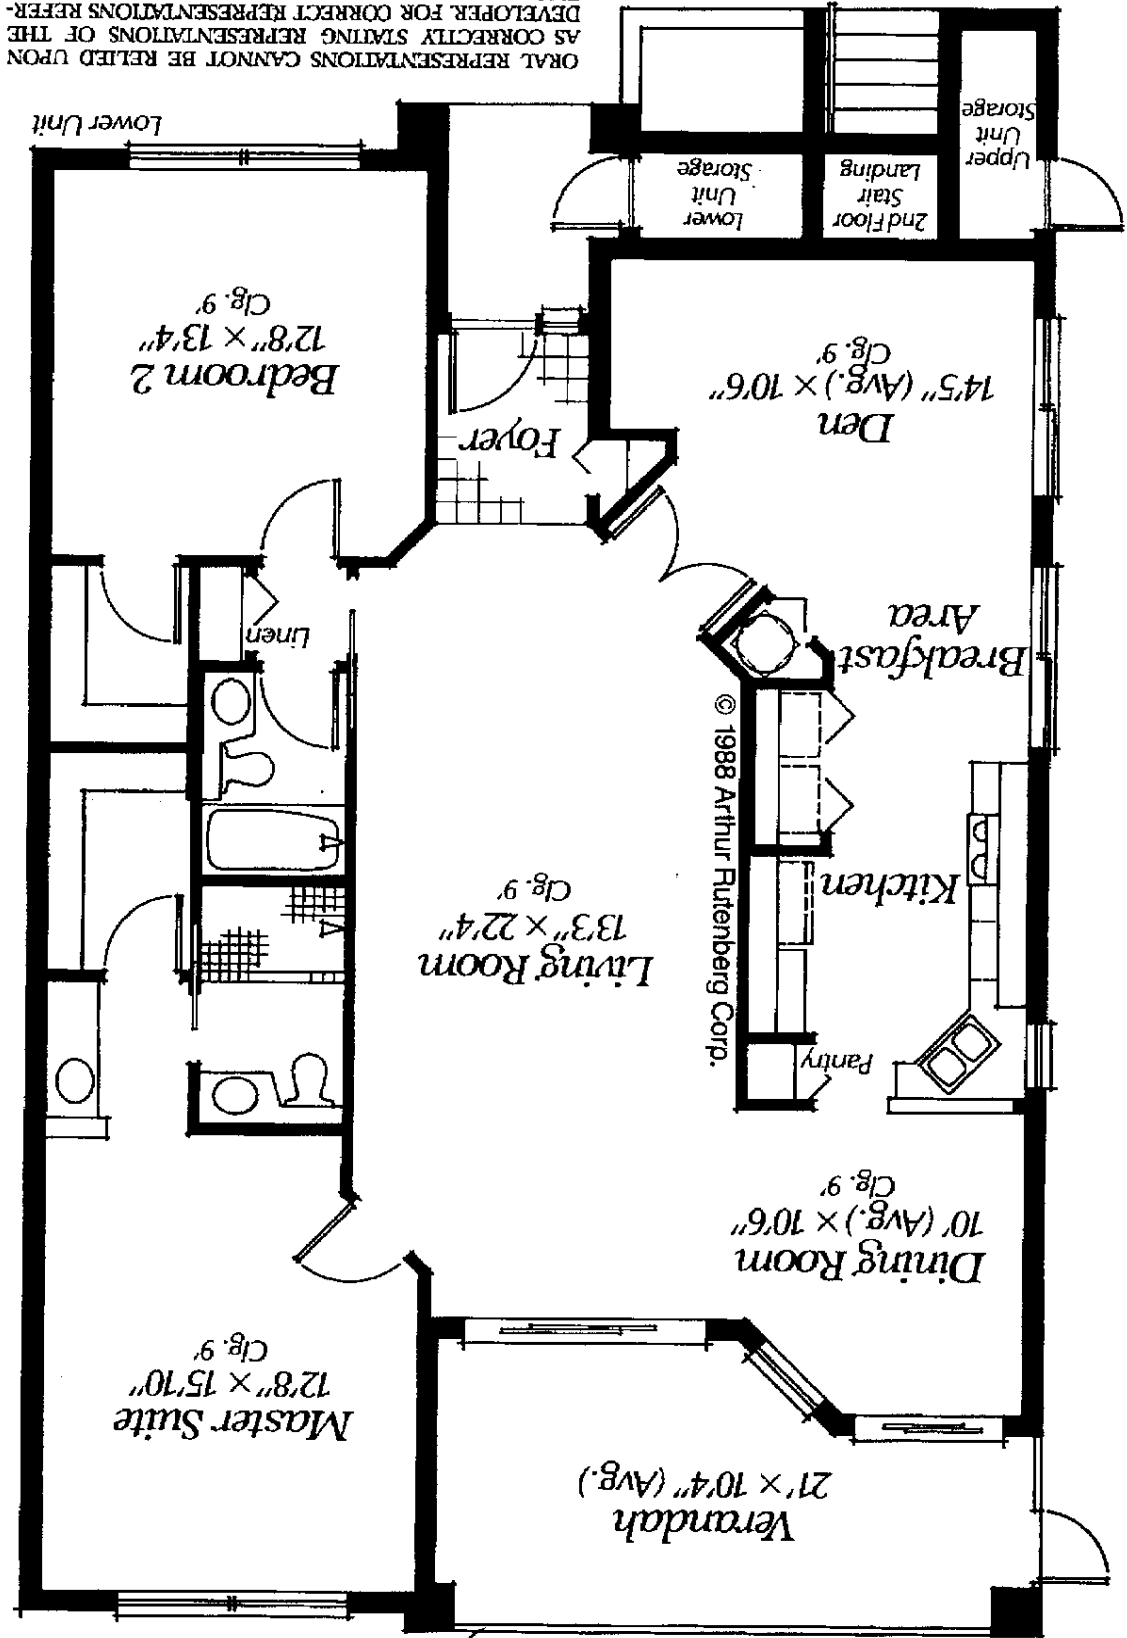 Verandah
21' × 10'4" (Avg.)
Master Suite
12'8" × 15'10"
Clg. 9'
Dining Room
10' (Avg.) × 10'6"
Clg. 9'
Pantry
Living Room
13'3" × 22'4"
Clg. 9'
Kitchen
© 1988 Arthur Rutenberg Corp.
Breakfast
Area
Linen
Foyer
Den
14'5" (Avg.) × 10'6"
Clg. 9'
Bedroom 2
12'8" × 13'4"
Clg. 9'
2nd Floor
Stair
Landing
Lower
Unit
Storage
Upper
Unit
Storage
Lower Unit
ORAL REPRESENTATIONS CANNOT BE RELIED UPON
AS CORRECTLY STATING REPRESENTATIONS OF THE
DEVELOPER. FOR CORRECT REPRESENTATIONS REFER-